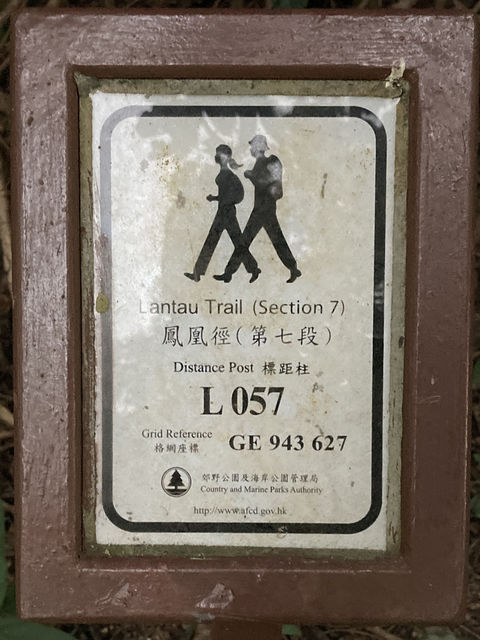 Lantau Trail (Section 7)
鳳凰徑(第七段)
Distance Post 標距柱
L 057
Grid Reference GE 943 627
格網座標
郊野公園及海岸公園管理局
Country and Marine Parks Authority
http://www.afcd.gov.hk